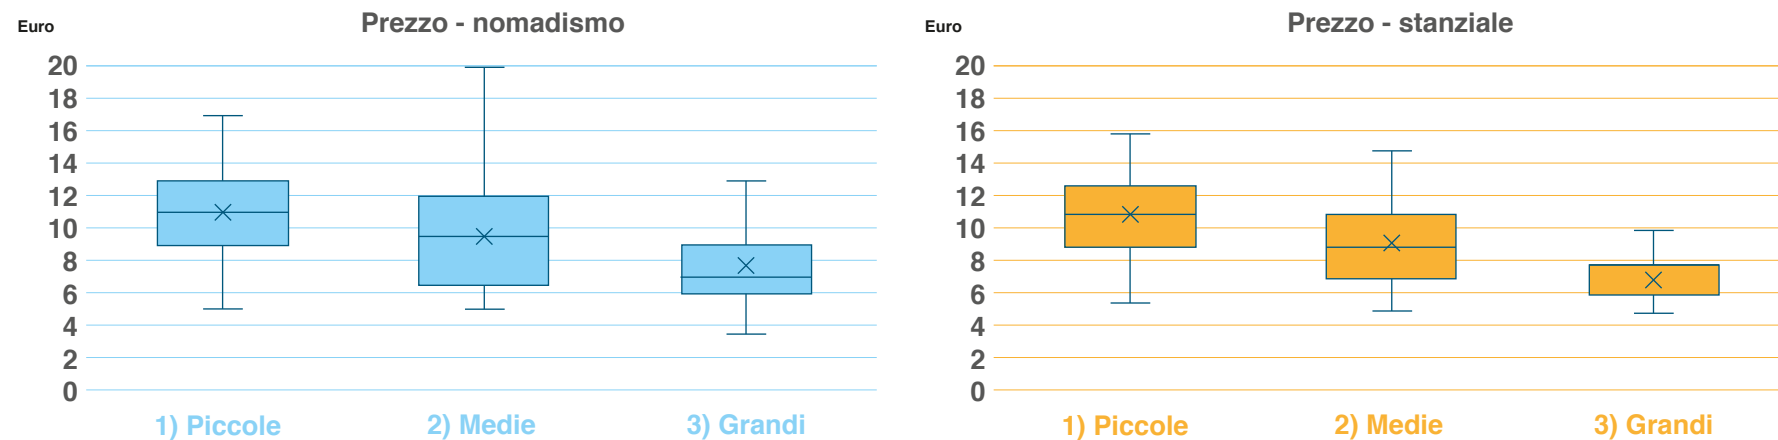 Euro
Prezzo - nomadismo
20
18
16
14
12
10
8
6
4
2
0
1) Piccole
2) Medie
3) Grandi
Euro
Prezzo - stanziale
20
18
16
14
12
10
8
6
4
2
0
1) Piccole
2) Medie
3) Grandi